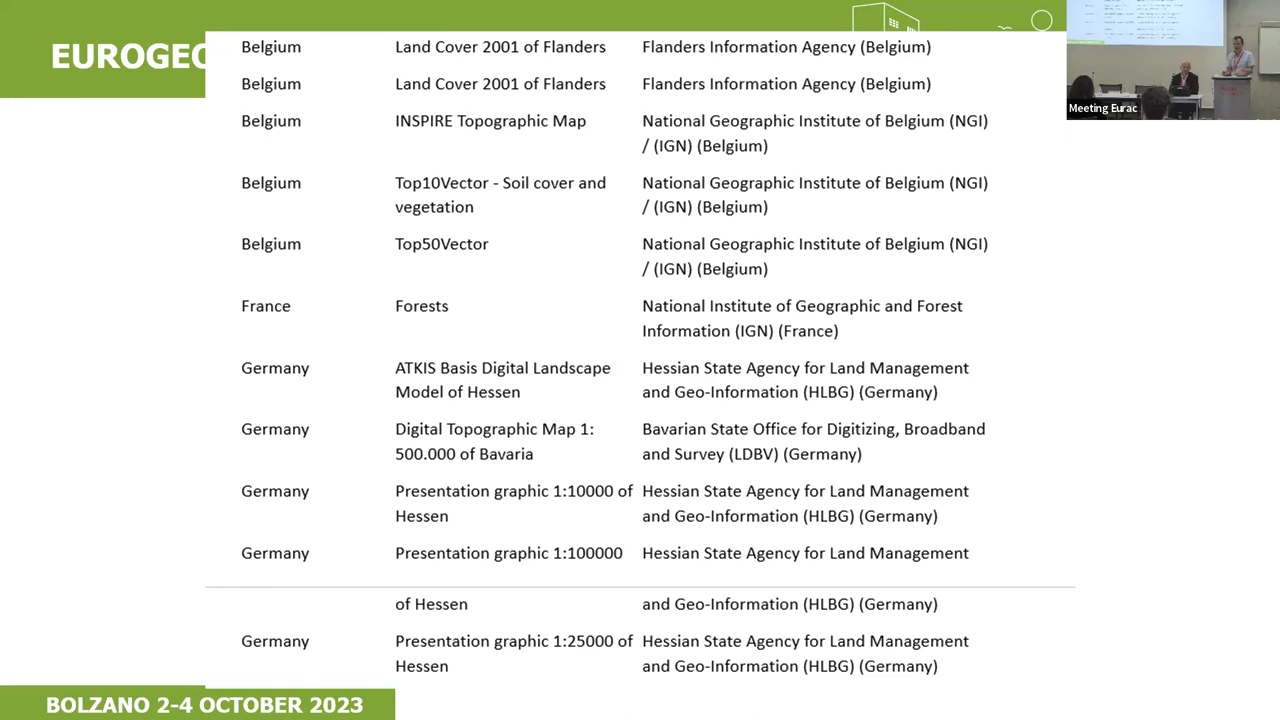 EUROGEO
Belgium Land Cover 2001 of Flanders Flanders Information Agency (Belgium)
Belgium Land Cover 2001 of Flanders Flanders Information Agency (Belgium)
Belgium INSPIRE Topographic Map National Geographic Institute of Belgium (NGI)
/ (IGN) (Belgium)
Belgium Top10Vector - Soil cover and National Geographic Institute of Belgium (NGI)
vegetation / (IGN) (Belgium)
Belgium Top50Vector National Geographic Institute of Belgium (NGI)
/ (IGN) (Belgium)
France Forests National Institute of Geographic and Forest
Information (IGN) (France)
Germany ATKIS Basis Digital Landscape Hessian State Agency for Land Management
Model of Hessen and Geo-Information (HLBG) (Germany)
Germany Digital Topographic Map 1: Bavarian State Office for Digitizing, Broadband
500.000 of Bavaria and Survey (LDBV) (Germany)
Germany Presentation graphic 1:10000 of Hessian State Agency for Land Management
Hessen and Geo-Information (HLBG) (Germany)
Germany Presentation graphic 1:100000 Hessian State Agency for Land Management
of Hessen and Geo-Information (HLBG) (Germany)
Germany Presentation graphic 1:25000 of Hessian State Agency for Land Management
Hessen and Geo-Information (HLBG) (Germany)
BOLZANO 2-4 OCTOBER 2023
Meeting Eurac